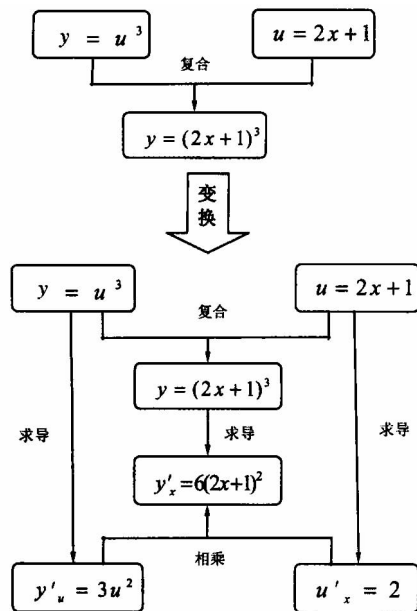 y = u³ u = 2x+1
复合
y = (2x+1)³
变
换
y = u³ u = 2x+1
复合
y = (2x+1)³
求导 求导 求导
y'ₓ = 6(2x+1)²
相乘
y'ᵤ = 3u² u'ₓ = 2